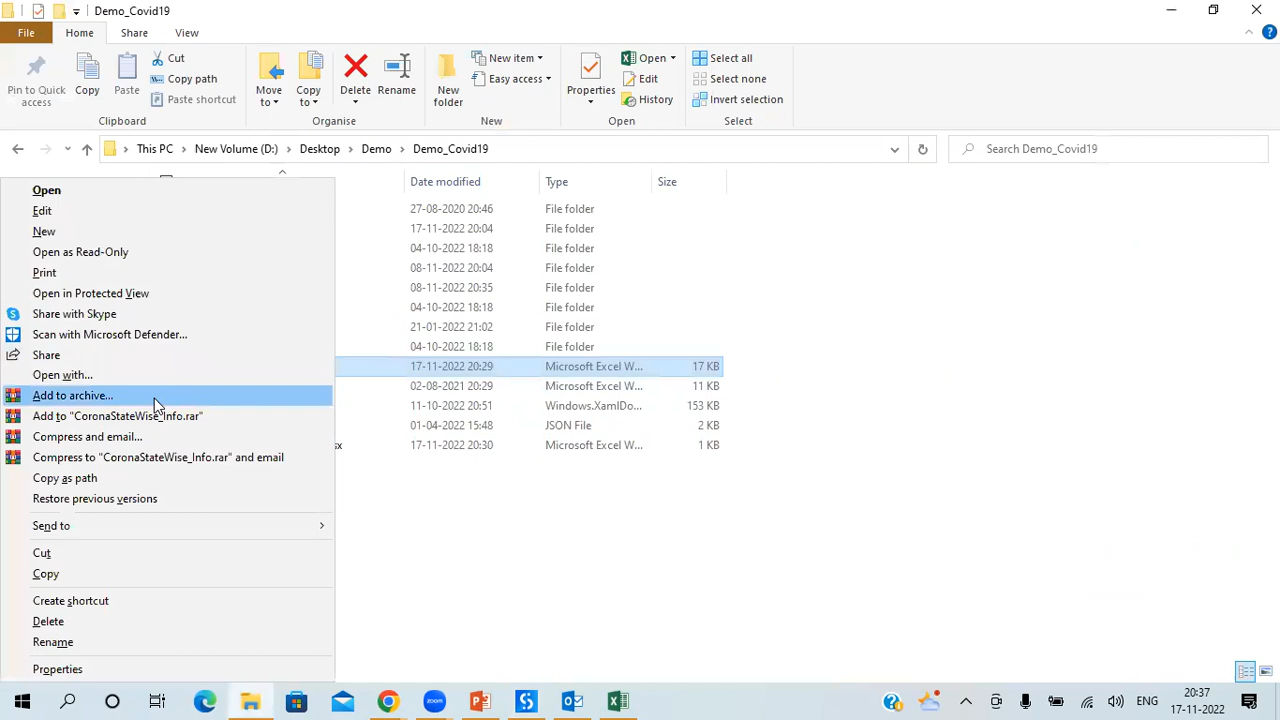 Demo_Covid19
File Home Share View
Pin to Quick access
Copy
Paste
Cut
Copy path
Paste shortcut
Clipboard
Move to
Copy to
Delete
Rename
Organise
New folder
New item
Easy access
New
Properties
Open
Edit
History
Open
Select all
Select none
Invert selection
Select
This PC › New Volume (D:) › Desktop › Demo › Demo_Covid19
Search Demo_Covid19
Date modified Type Size
27-08-2020 20:46 File folder
17-11-2022 20:04 File folder
04-10-2022 18:18 File folder
08-11-2022 20:04 File folder
08-11-2022 20:35 File folder
04-10-2022 18:18 File folder
21-01-2022 21:02 File folder
04-10-2022 18:18 File folder
17-11-2022 20:29 Microsoft Excel W... 17 KB
02-08-2021 20:29 Microsoft Excel W... 11 KB
11-10-2022 20:51 Windows.XamlDo... 153 KB
01-04-2022 15:48 JSON File 2 KB
sx 17-11-2022 20:30 Microsoft Excel W... 1 KB
Open
Edit
New
Open as Read-Only
Print
Open in Protected View
Share with Skype
Scan with Microsoft Defender...
Share
Open with...
Add to archive...
Add to "CoronaStateWise_Info.rar"
Compress and email...
Compress to "CoronaStateWise_Info.rar" and email
Copy as path
Restore previous versions
Send to
Cut
Copy
Create shortcut
Delete
Rename
Properties
zoom
ENG
20:37
17-11-2022